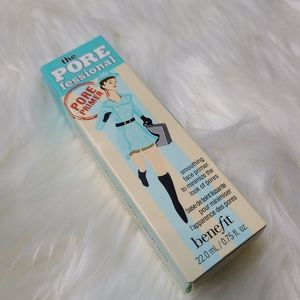 the
PORE
fessional
PORE
PRIMER
smoothing
face primer
to minimize the
look of pores
base de teint lissante
pour minimiser
l'apparence des pores
benefit
22.0 mL / 0.75 fl. oz.